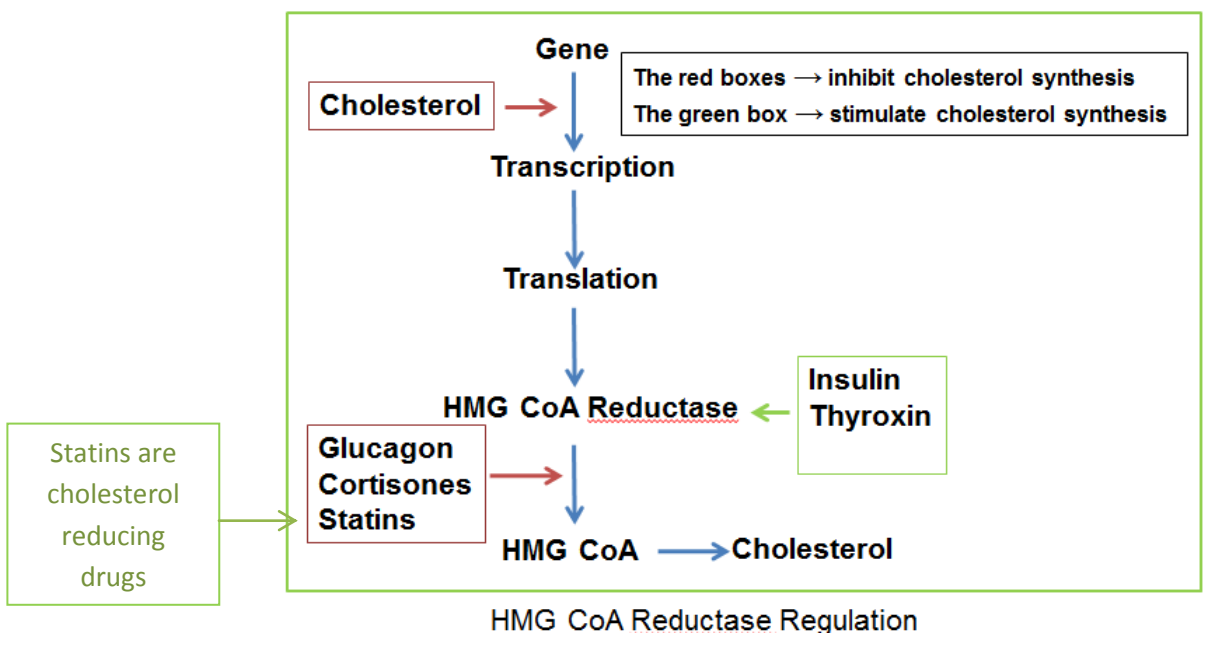 Gene
The red boxes → inhibit cholesterol synthesis
The green box → stimulate cholesterol synthesis
Cholesterol
Transcription
Translation
HMG CoA Reductase
Insulin
Thyroxin
Glucagon
Cortisones
Statins
Statins are
cholesterol
reducing
drugs
HMG CoA
Cholesterol
HMG CoA Reductase Regulation